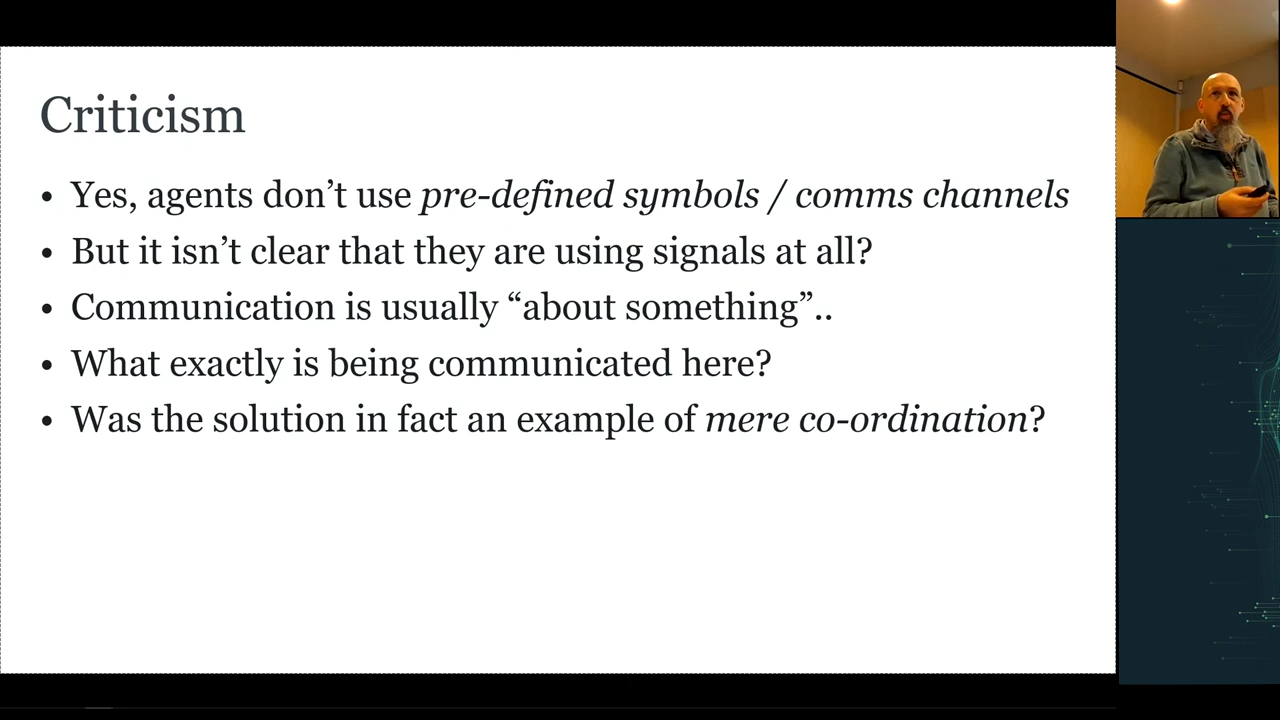 Criticism
• Yes, agents don’t use pre-defined symbols / comms channels
• But it isn’t clear that they are using signals at all?
• Communication is usually “about something”..
• What exactly is being communicated here?
• Was the solution in fact an example of mere co-ordination?